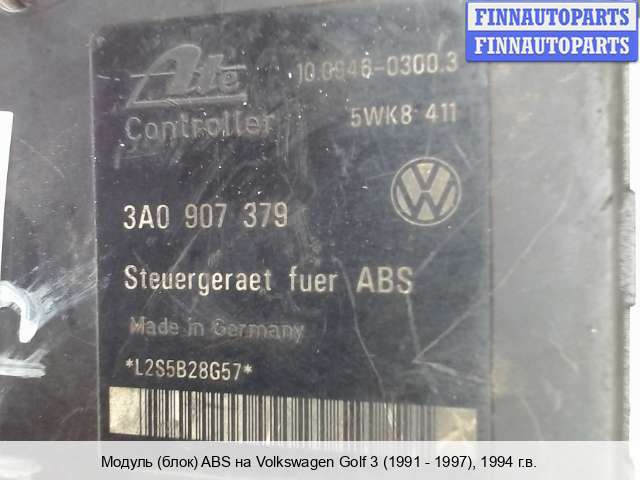 FINNAUTOPARTS
FINNAUTOPARTS
Ate
10.0946-0300.3
Controller
5WK8 411
VW
3A0 907 379
Steuergeraet fuer ABS
Made in Germany
*L2S5B28G57*
Модуль (блок) ABS на Volkswagen Golf 3 (1991 - 1997), 1994 г.в.